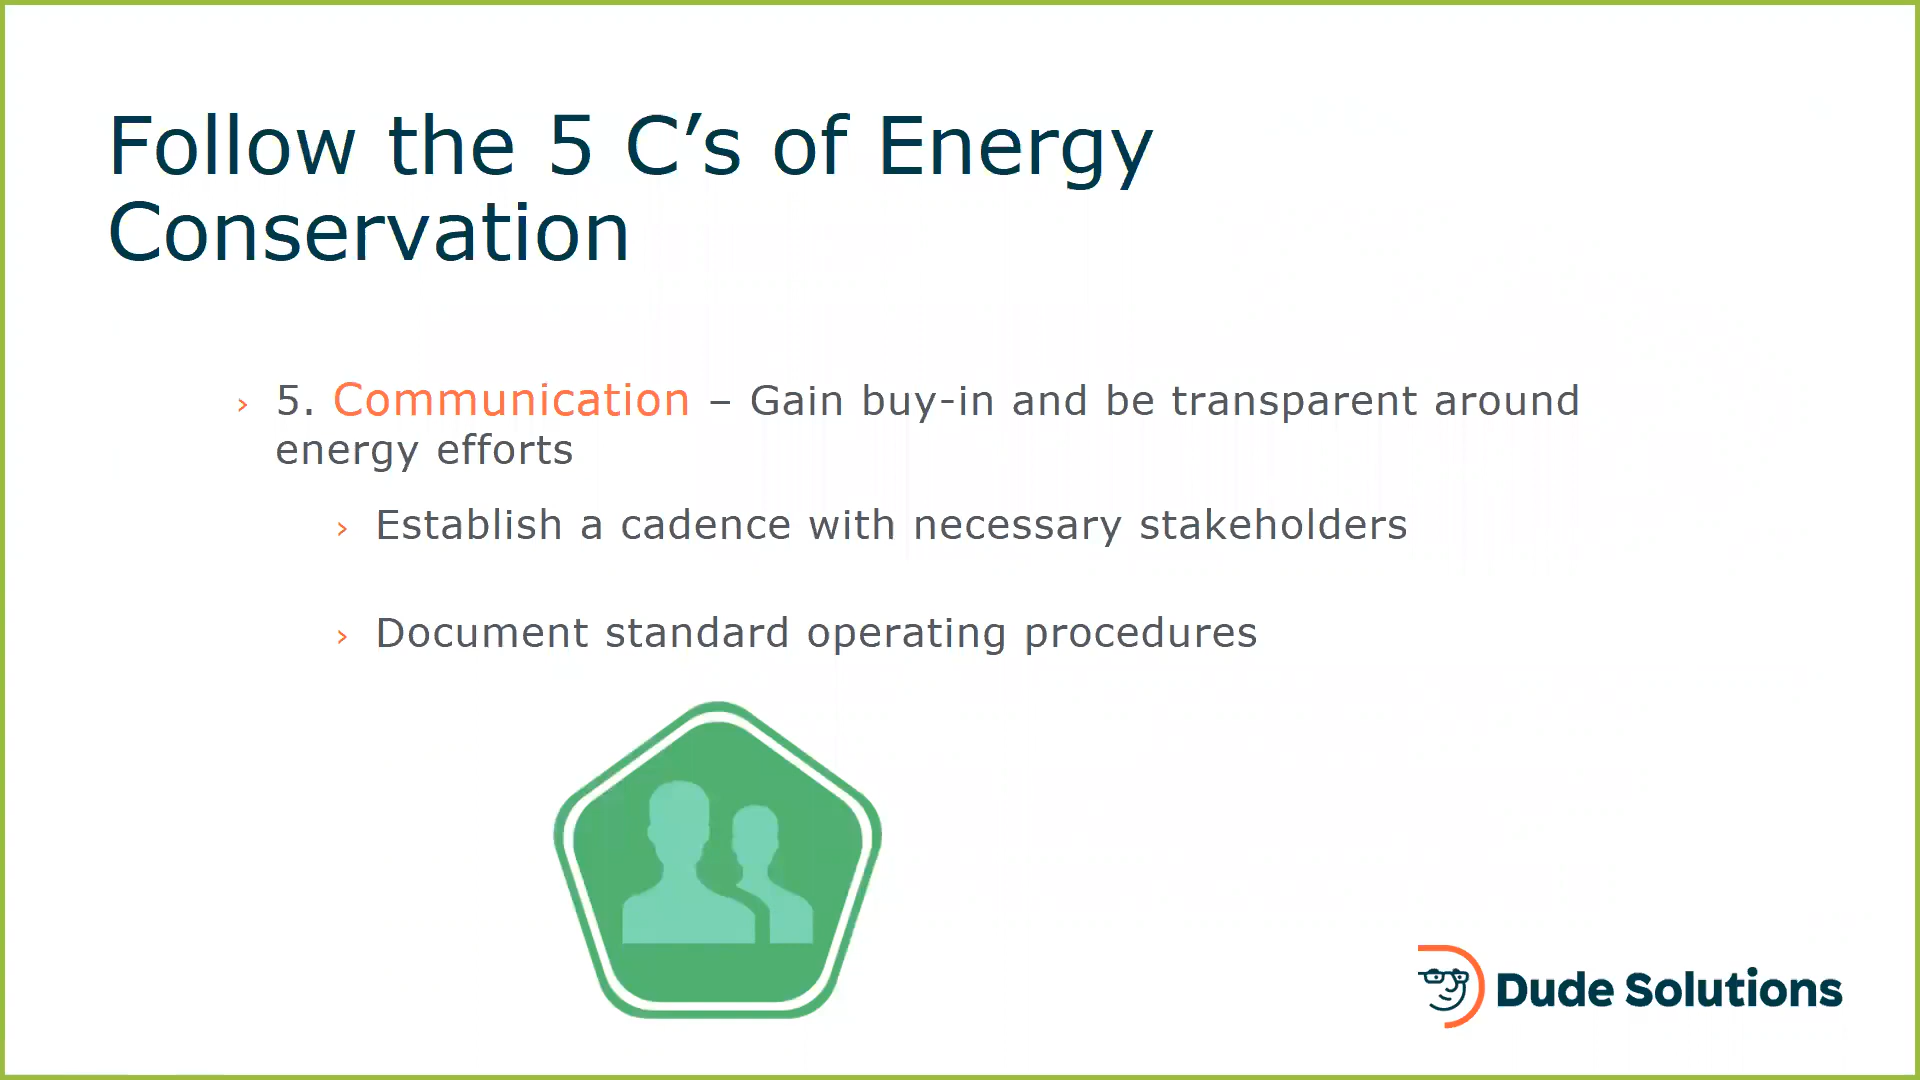 Follow the 5 C’s of Energy
Conservation
› 5. Communication – Gain buy-in and be transparent around
energy efforts
› Establish a cadence with necessary stakeholders
› Document standard operating procedures
Dude Solutions